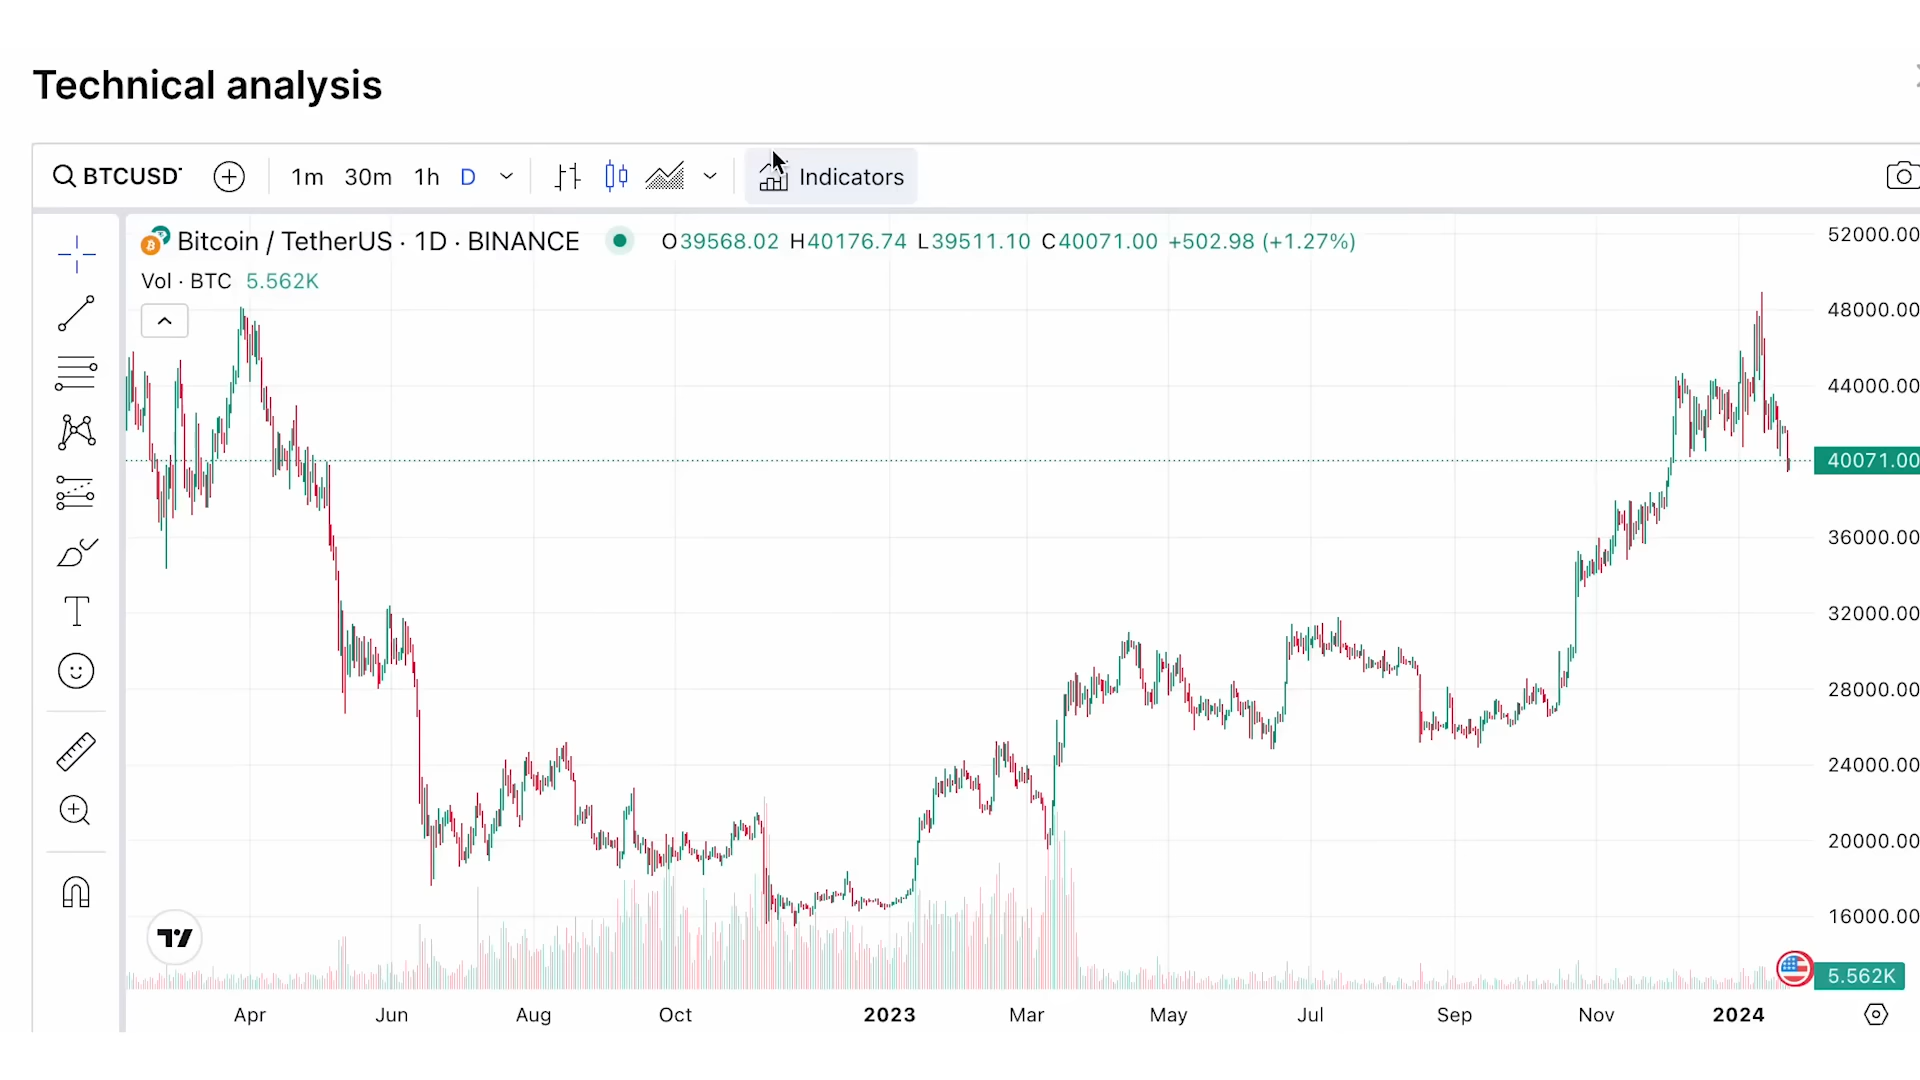 Technical analysis
BTCUSD
1m 30m 1h D Indicators
Bitcoin / TetherUS · 1D · BINANCE O39568.02 H40176.74 L39511.10 C40071.00 +502.98 (+1.27%)
Vol · BTC 5.562K
52000.00
48000.00
44000.00
40071.00
36000.00
32000.00
28000.00
24000.00
20000.00
16000.00
5.562K
Apr Jun Aug Oct 2023 Mar May Jul Sep Nov 2024